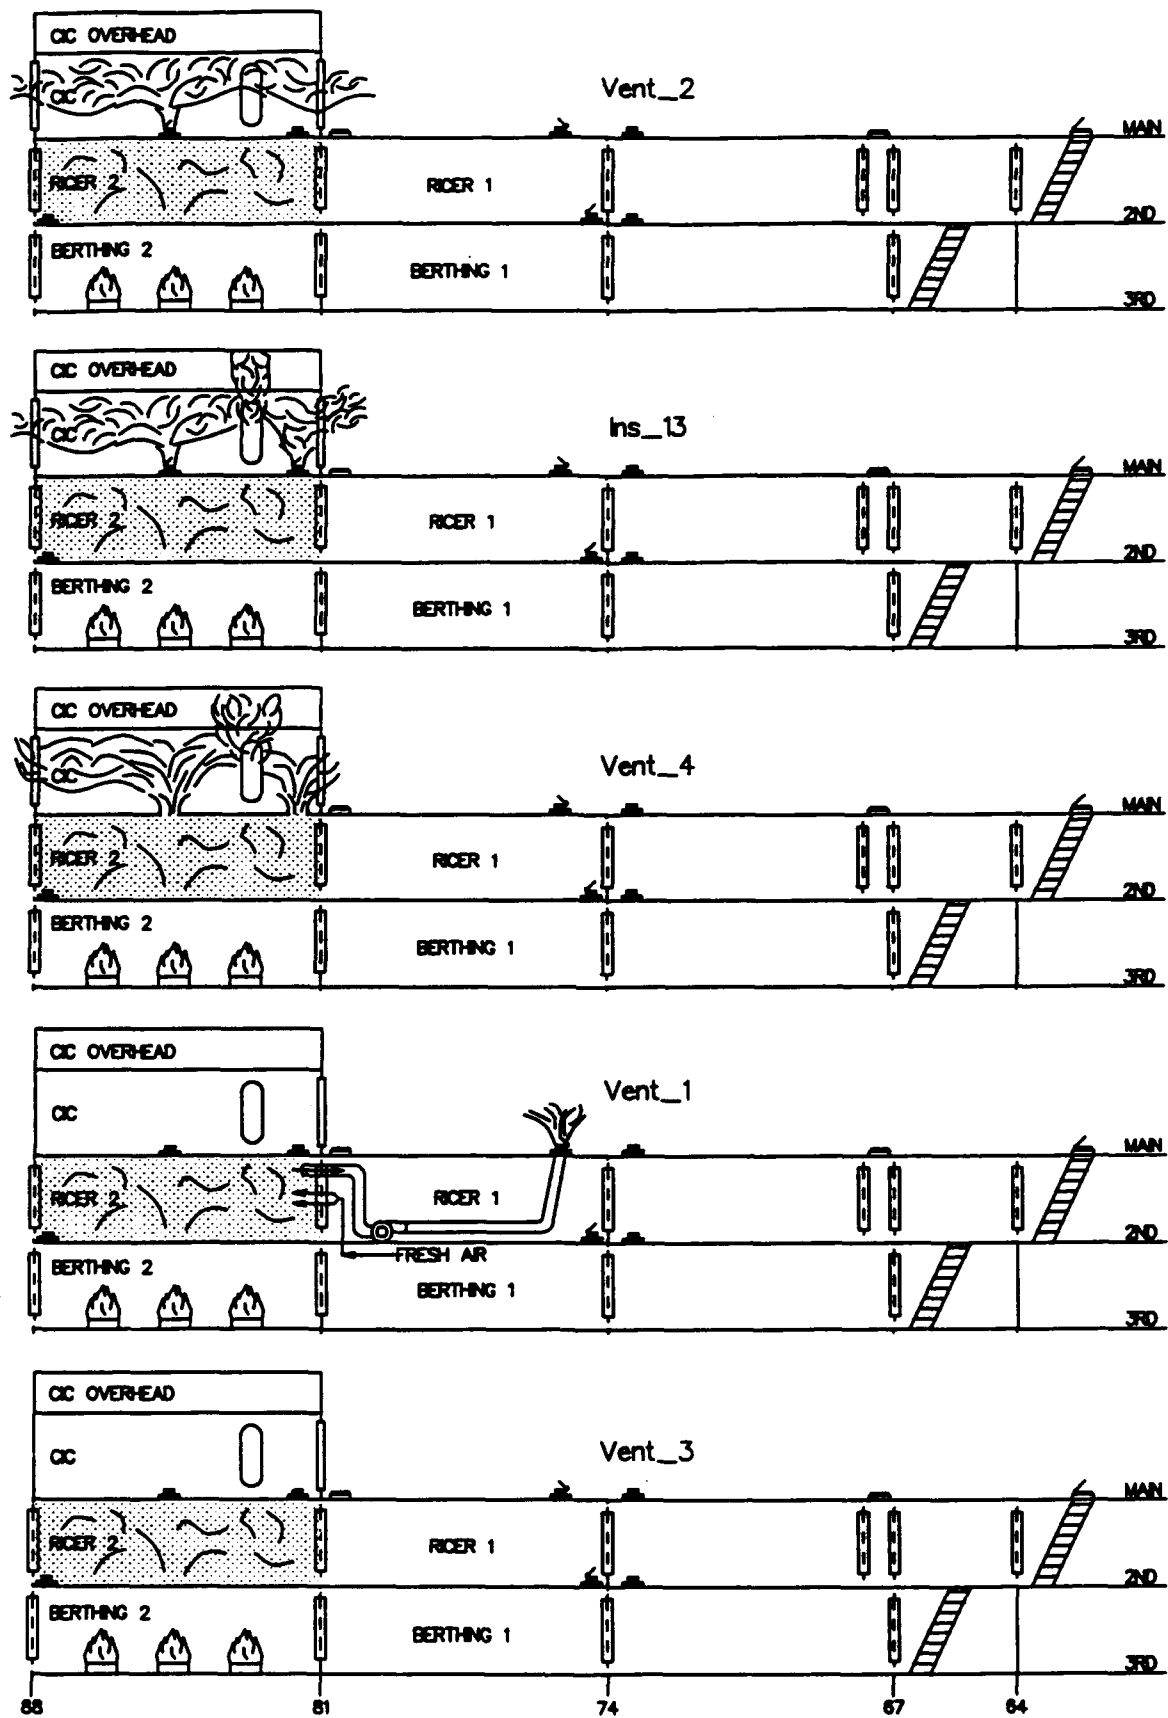 CIC OVERHEAD
CIC
Vent_2
MAIN
RICER 2
RICER 1
2ND
BERTHING 2
BERTHING 1
3RD
CIC OVERHEAD
CIC
Ins_13
MAIN
RICER 2
RICER 1
2ND
BERTHING 2
BERTHING 1
3RD
CIC OVERHEAD
CIC
Vent_4
MAIN
RICER 2
RICER 1
2ND
BERTHING 2
BERTHING 1
3RD
CIC OVERHEAD
CIC
Vent_1
MAIN
RICER 2
RICER 1
2ND
FRESH AIR
BERTHING 2
BERTHING 1
3RD
CIC OVERHEAD
CIC
Vent_3
MAIN
RICER 2
RICER 1
2ND
BERTHING 2
BERTHING 1
3RD
88 81 74 67 64